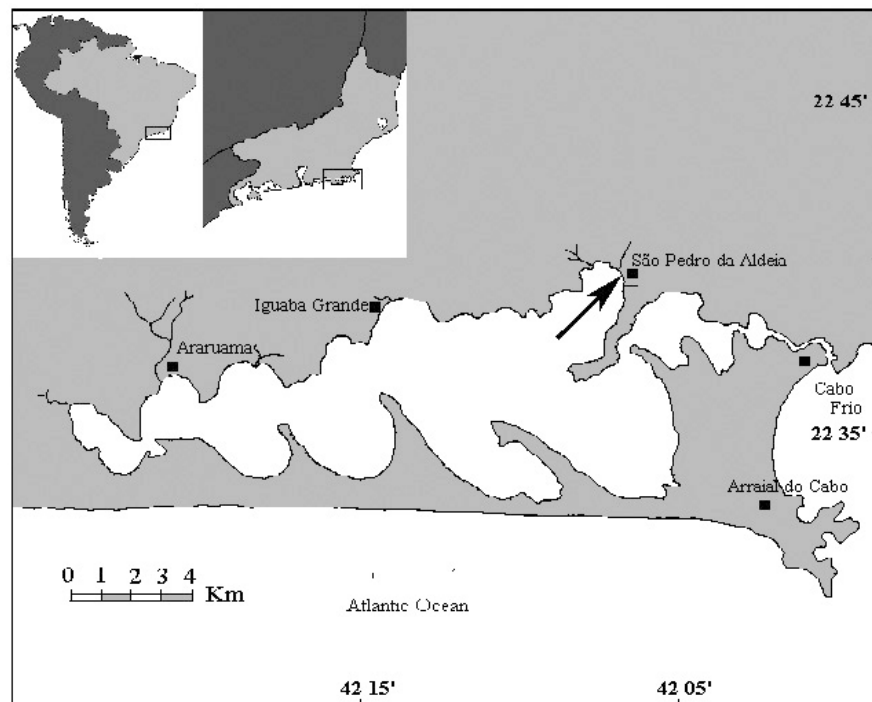 22 45'
São Pedro da Aldeia
Iguaba Grande
Araruama
Cabo
Frio
22 35'
Arraial do Cabo
0 1 2 3 4
Km
Atlantic Ocean
42 15'
42 05'